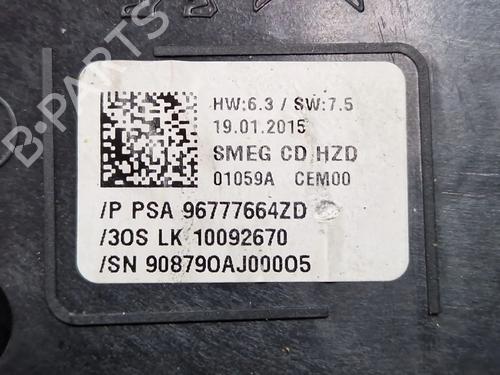 HW:6.3 / SW:7.5
19.01.2015
SMEG CD HZD
01059A CEM00
/P PSA 96777664ZD
/3OS LK 10092670
/SN 90879OAJ000O5
B-PARTS